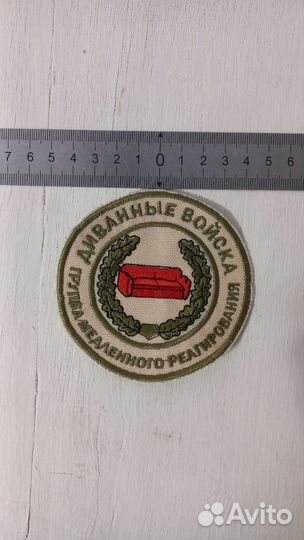 7 6 5 4 3 2 1 0 1 2 3 4 5 6 7
ДИВАННЫЕ ВОЙСКА
ГРУППА МЕДЛЕННОГО РЕАГИРОВАНИЯ
Avito